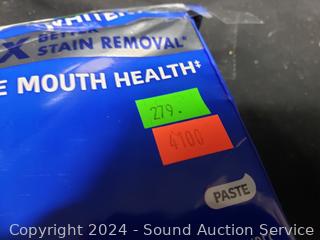 X BETTER
STAIN REMOVAL*
E MOUTH HEALTH‡
279.
4100
PASTE
Copyright 2024 - Sound Auction Service